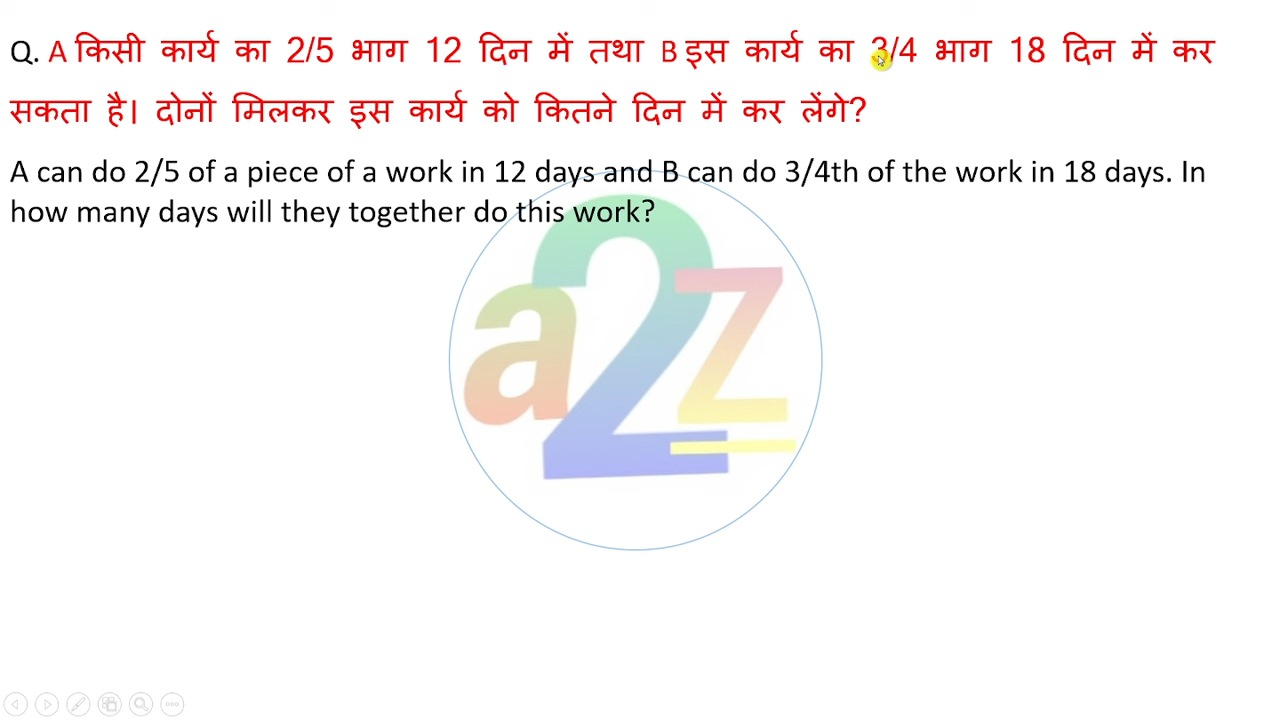 Q. A किसी कार्य का 2/5 भाग 12 दिन में तथा B इस कार्य का 3/4 भाग 18 दिन में कर
सकता है। दोनों मिलकर इस कार्य को कितने दिन में कर लेंगे?
A can do 2/5 of a piece of a work in 12 days and B can do 3/4th of the work in 18 days. In
how many days will they together do this work?
a2z